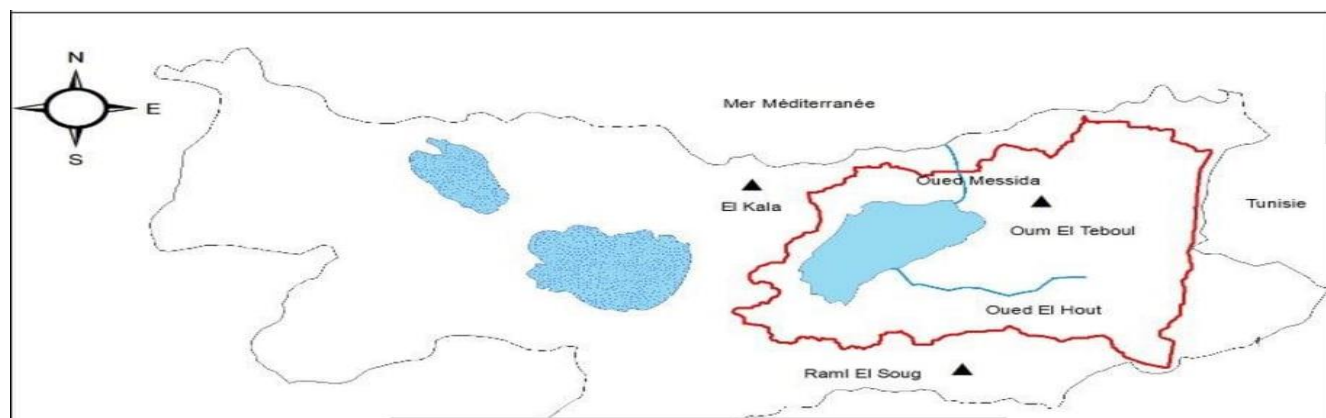 N
E
S
Mer Méditerranée
Oued Messida
El Kala
Oum El Teboul
Tunisie
Oued El Hout
Raml El Soug